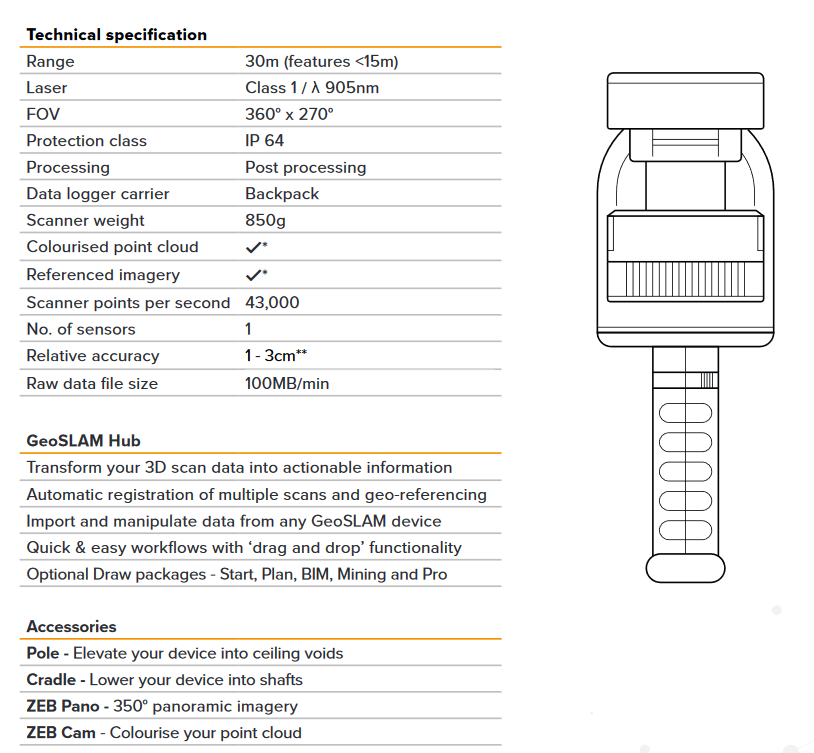 Technical specification
Range 30m (features <15m)
Laser Class 1 / λ 905nm
FOV 360° x 270°
Protection class IP 64
Processing Post processing
Data logger carrier Backpack
Scanner weight 850g
Colourised point cloud ✓*
Referenced imagery ✓*
Scanner points per second 43,000
No. of sensors 1
Relative accuracy 1 - 3cm**
Raw data file size 100MB/min
GeoSLAM Hub
Transform your 3D scan data into actionable information
Automatic registration of multiple scans and geo-referencing
Import and manipulate data from any GeoSLAM device
Quick & easy workflows with ‘drag and drop’ functionality
Optional Draw packages - Start, Plan, BIM, Mining and Pro
Accessories
Pole - Elevate your device into ceiling voids
Cradle - Lower your device into shafts
ZEB Pano - 350° panoramic imagery
ZEB Cam - Colourise your point cloud